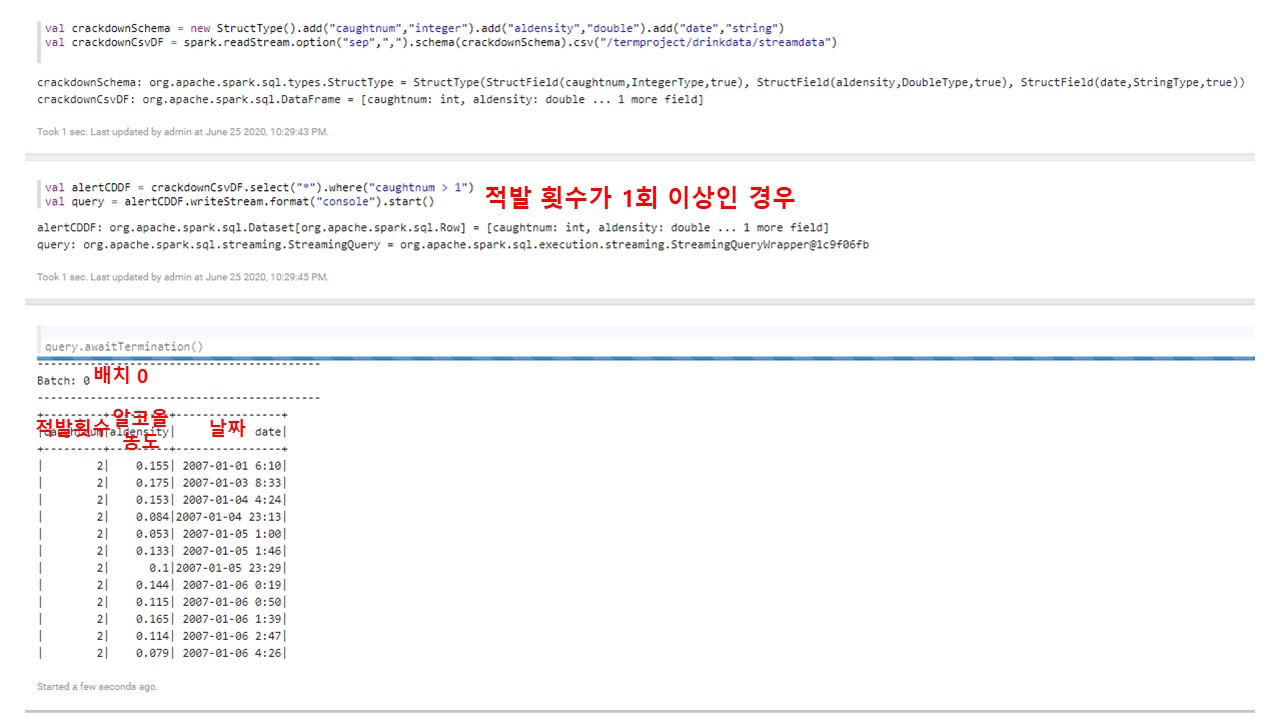 val crackdownSchema = new StructType().add("caughtnum","integer").add("aldensity","double").add("date","string")
val crackdownCsvDF = spark.readStream.option("sep",",").schema(crackdownSchema).csv("/termproject/drinkdata/streamdata")
crackdownSchema: org.apache.spark.sql.types.StructType = StructType(StructField(caughtnum,IntegerType,true), StructField(aldensity,DoubleType,true), StructField(date,StringType,true))
crackdownCsvDF: org.apache.spark.sql.DataFrame = [caughtnum: int, aldensity: double ... 1 more field]
Took 1 sec. Last updated by admin at June 25 2020, 10:29:43 PM.
val alertCDDF = crackdownCsvDF.select("*").where("caughtnum > 1")
적발 횟수가 1회 이상인 경우
val query = alertCDDF.writeStream.format("console").start()
alertCDDF: org.apache.spark.sql.Dataset[org.apache.spark.sql.Row] = [caughtnum: int, aldensity: double ... 1 more field]
query: org.apache.spark.sql.streaming.StreamingQuery = org.apache.spark.sql.execution.streaming.StreamingQueryWrapper@1c9f06fb
Took 1 sec. Last updated by admin at June 25 2020, 10:29:45 PM.
query.awaitTermination()
-------------------------------------------
Batch: 0 배치 0
-------------------------------------------
+---------+---------+----------------+
적발횟수 알코올 농도 날짜
|caughtnum|aldensity| date|
+---------+---------+----------------+
| 2| 0.155| 2007-01-01 6:10|
| 2| 0.175| 2007-01-03 8:33|
| 2| 0.153| 2007-01-04 4:24|
| 2| 0.084|2007-01-04 23:13|
| 2| 0.053| 2007-01-05 1:00|
| 2| 0.133| 2007-01-05 1:46|
| 2| 0.1|2007-01-05 23:29|
| 2| 0.144| 2007-01-06 0:19|
| 2| 0.115| 2007-01-06 0:50|
| 2| 0.165| 2007-01-06 1:39|
| 2| 0.114| 2007-01-06 2:47|
| 2| 0.079| 2007-01-06 4:26|
Started a few seconds ago.